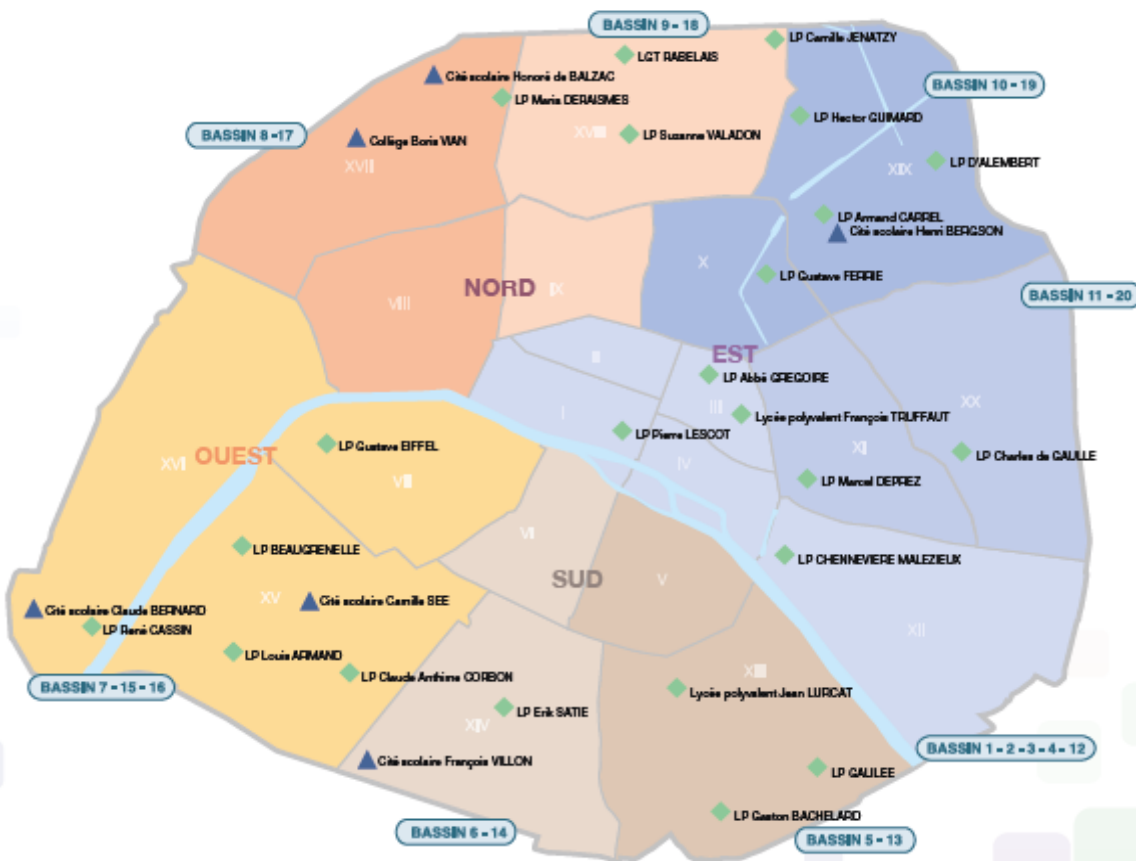 BASSIN 9 - 18
LP Camille JENATZY
LGT RABELAIS
Cité scolaire Honoré de BALZAC
BASSIN 10 - 19
LP Maria DERAISMES
LP Hector GUIMARD
BASSIN 8 -17
LP Suzanne VALADON
XVIII
Collège Boris VIAN
XVII
LP D'ALEMBERT
XIX
LP Armand CARREL
Cité scolaire Henri BERGSON
X
LP Gustave FERRIE
NORD
IX
VIII
BASSIN 11 - 20
EST
II
LP Abbé GREGOIRE
III
XX
I
Lycée polyvalent François TRUFFAUT
LP Pierre LESCOT
LP Gustave EIFFEL
XI
LP Charles de GAULLE
OUEST
XVI
IV
VIII
LP Marcel DEPREZ
VI
LP BEAUGRENELLE
LP CHENNEVIERE MALEZIEUX
SUD
V
XV
Cité scolaire Camille SEE
Cité scolaire Claude BERNARD
LP René CASSIN
XII
LP Louis ARMAND
LP Claude Anthime CORBON
XIII
BASSIN 7 - 15 - 16
Lycée polyvalent Jean LURCAT
LP Erik SATIE
XIV
BASSIN 1 - 2 - 3 - 4 - 12
Cité scolaire François VILLON
LP GALILEE
LP Gaston BACHELARD
BASSIN 6 - 14
BASSIN 5 - 13